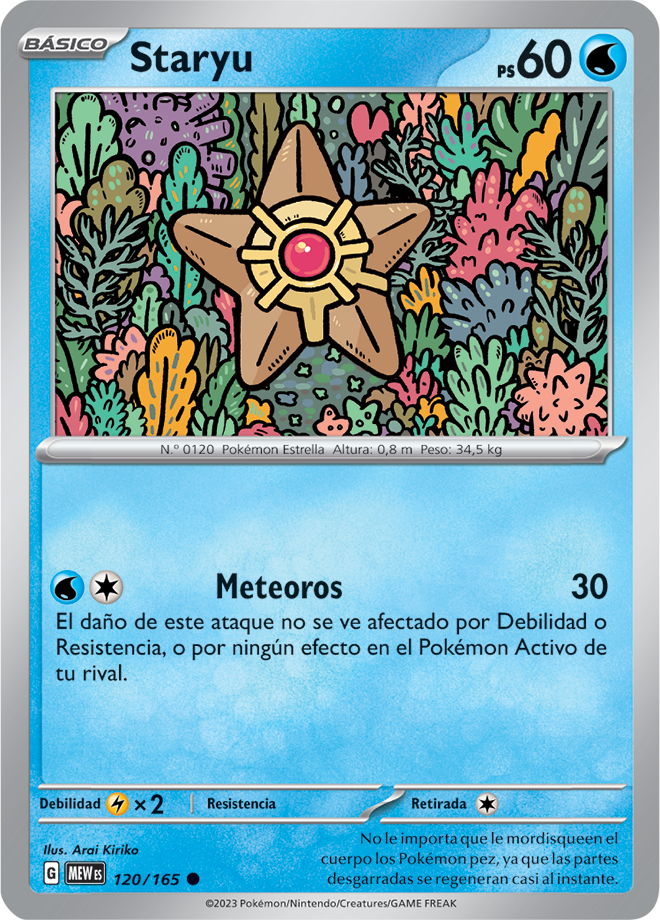 BÁSICO
Staryu
PS 60
N.º 0120 Pokémon Estrella Altura: 0,8 m Peso: 34,5 kg
Meteoros 30
El daño de este ataque no se ve afectado por Debilidad o
Resistencia, o por ningún efecto en el Pokémon Activo de
tu rival.
Debilidad ×2 Resistencia Retirada
Ilus. Arai Kiriko
G MEW ES 120/165
No le importa que le mordisqueen el
cuerpo los Pokémon pez, ya que las partes
desgarradas se regeneran casi al instante.
©2023 Pokémon/Nintendo/Creatures/GAME FREAK